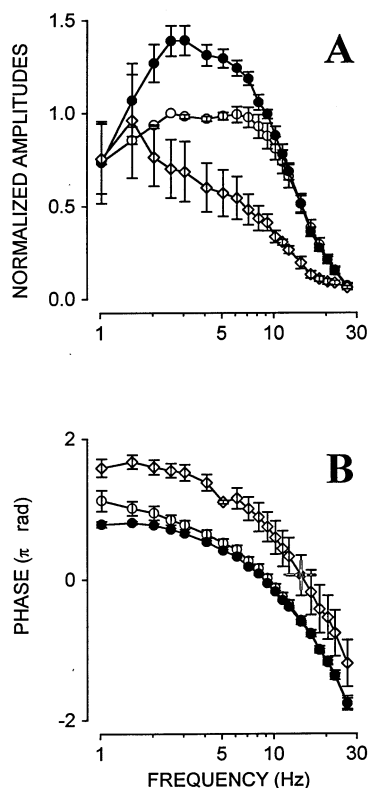 A
NORMALIZED AMPLITUDES
1.5
1.0
0.5
0.0
1 5 10 30
B
PHASE (π rad)
2
0
-2
1 5 10 30
FREQUENCY (Hz)